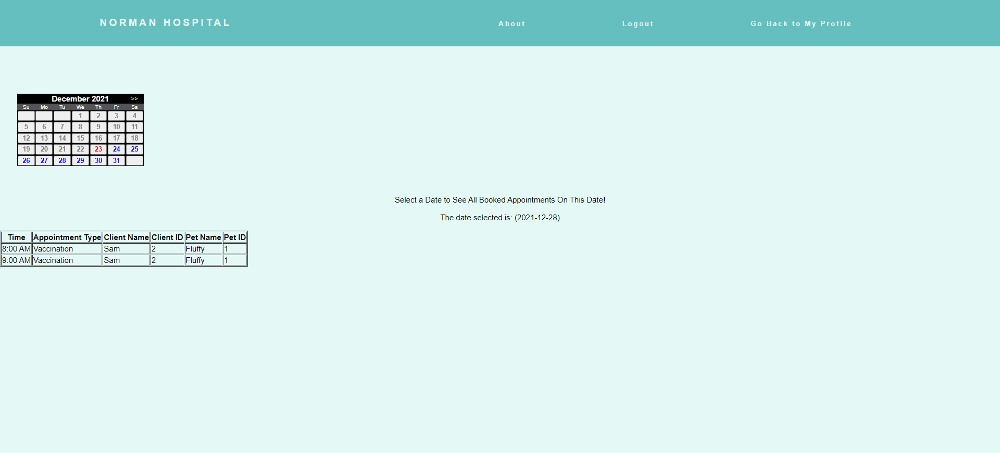 NORMAN HOSPITAL
About
Logout
Go Back to My Profile
December 2021 >>
Su Mo Tu We Th Fr Sa
1 2 3 4
5 6 7 8 9 10 11
12 13 14 15 16 17 18
19 20 21 22 23 24 25
26 27 28 29 30 31
Select a Date to See All Booked Appointments On This Date!
The date selected is: (2021-12-28)
Time Appointment Type Client Name Client ID Pet Name Pet ID
8:00 AM Vaccination Sam 2 Fluffy 1
9:00 AM Vaccination Sam 2 Fluffy 1